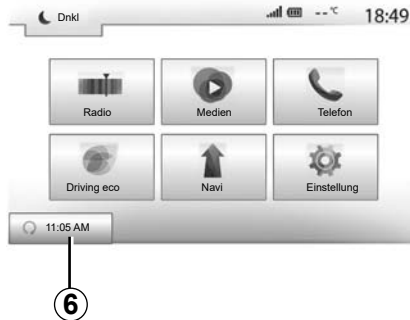 Dnkl
--°C 18:49
Radio Medien Telefon
Driving eco Navi Einstellung
11:05 AM
6